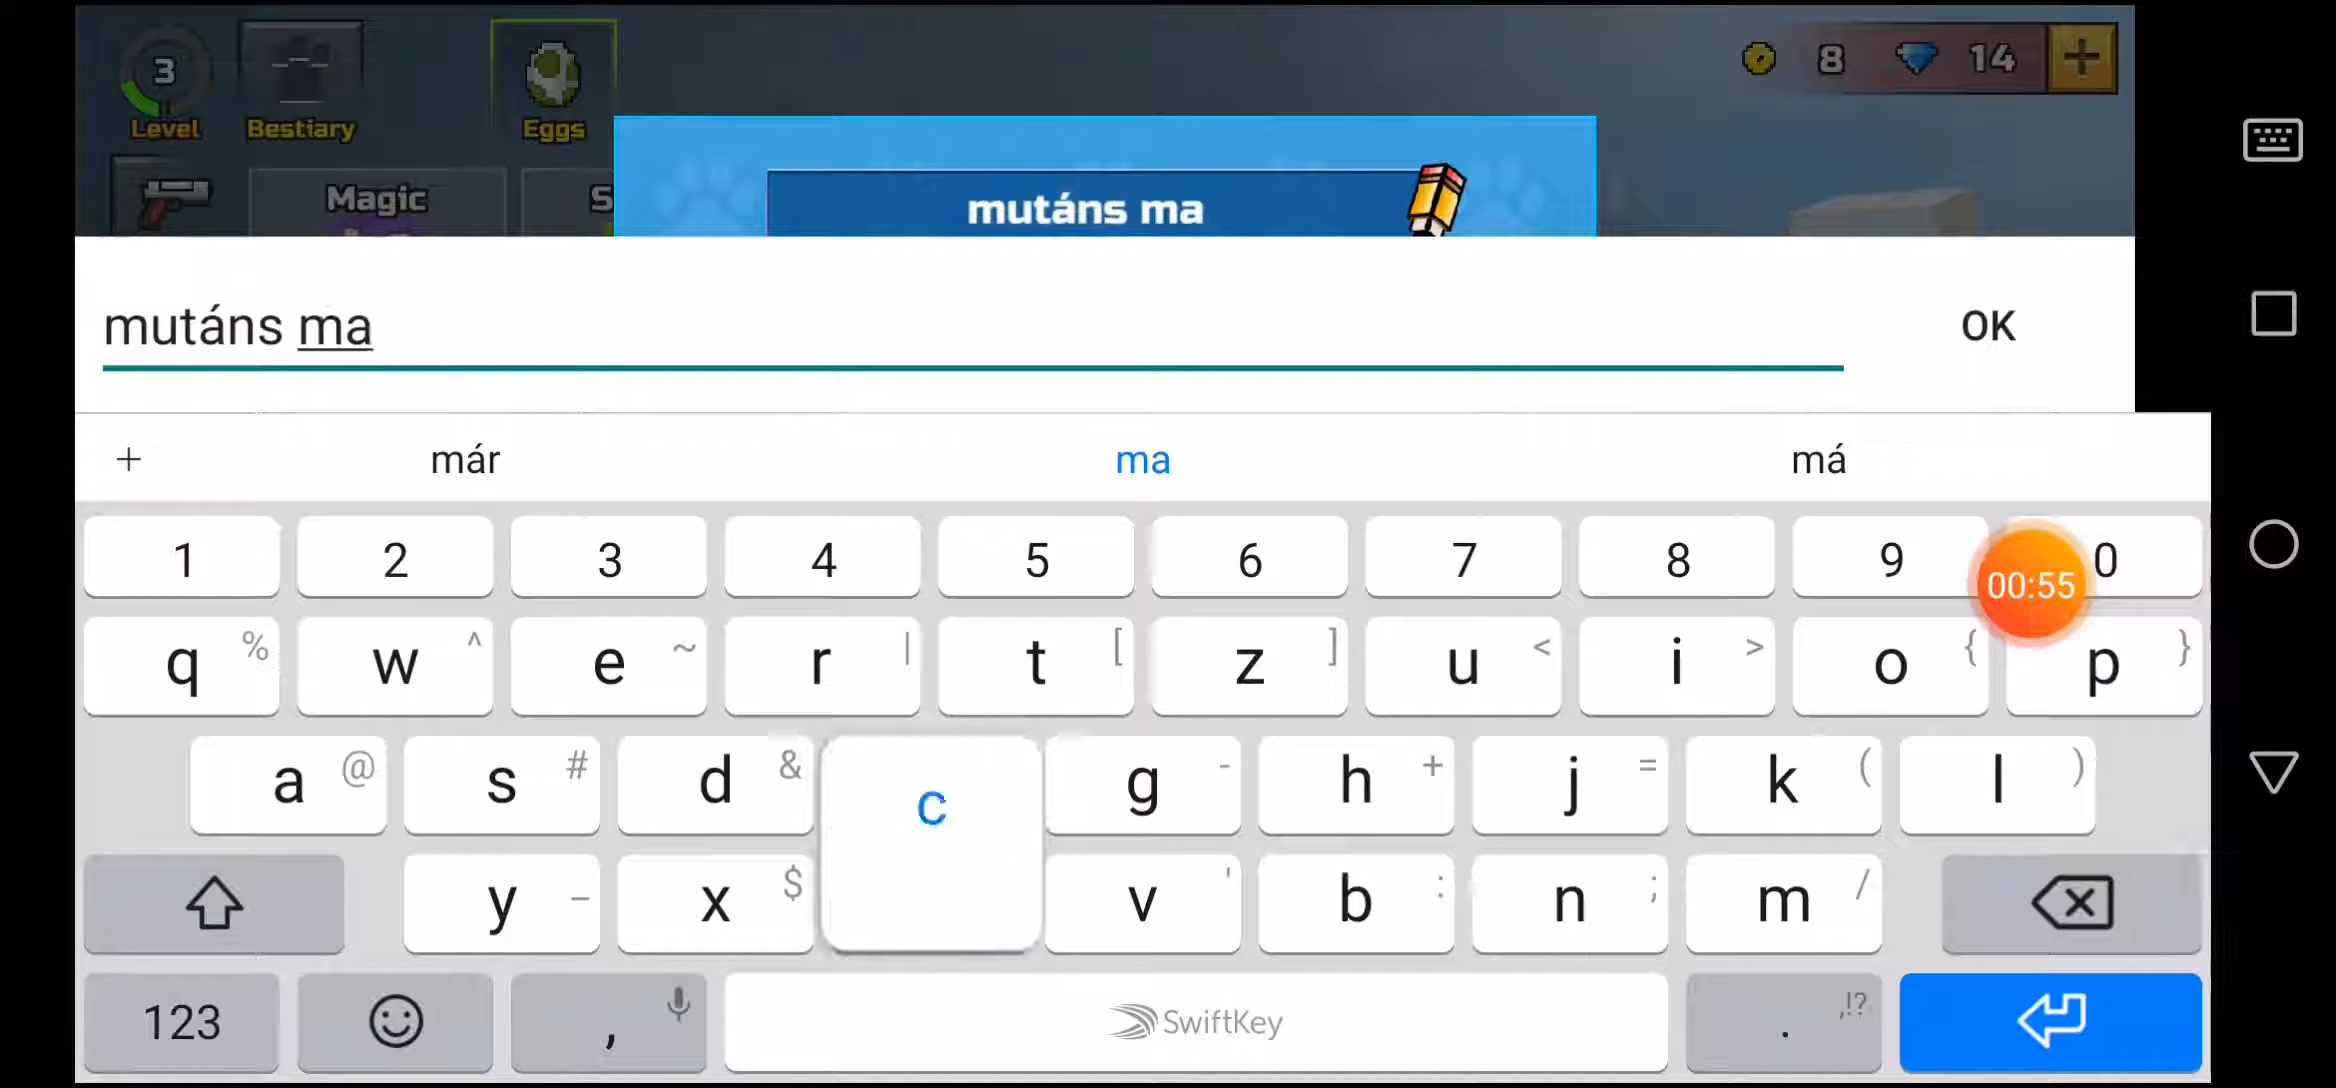 3
8
14
Level
Bestiary
Eggs
Magic
S
mutáns ma
mutáns ma
OK
+
már
ma
má
1 2 3 4 5 6 7 8 9 0
00:55
q % w ^ e ~ r | t [ z ] u < i > o { p }
a @ s # d & c g - h + j = k ( l )
y _ x $ v ' b : n ; m /
123 , SwiftKey . ,!?